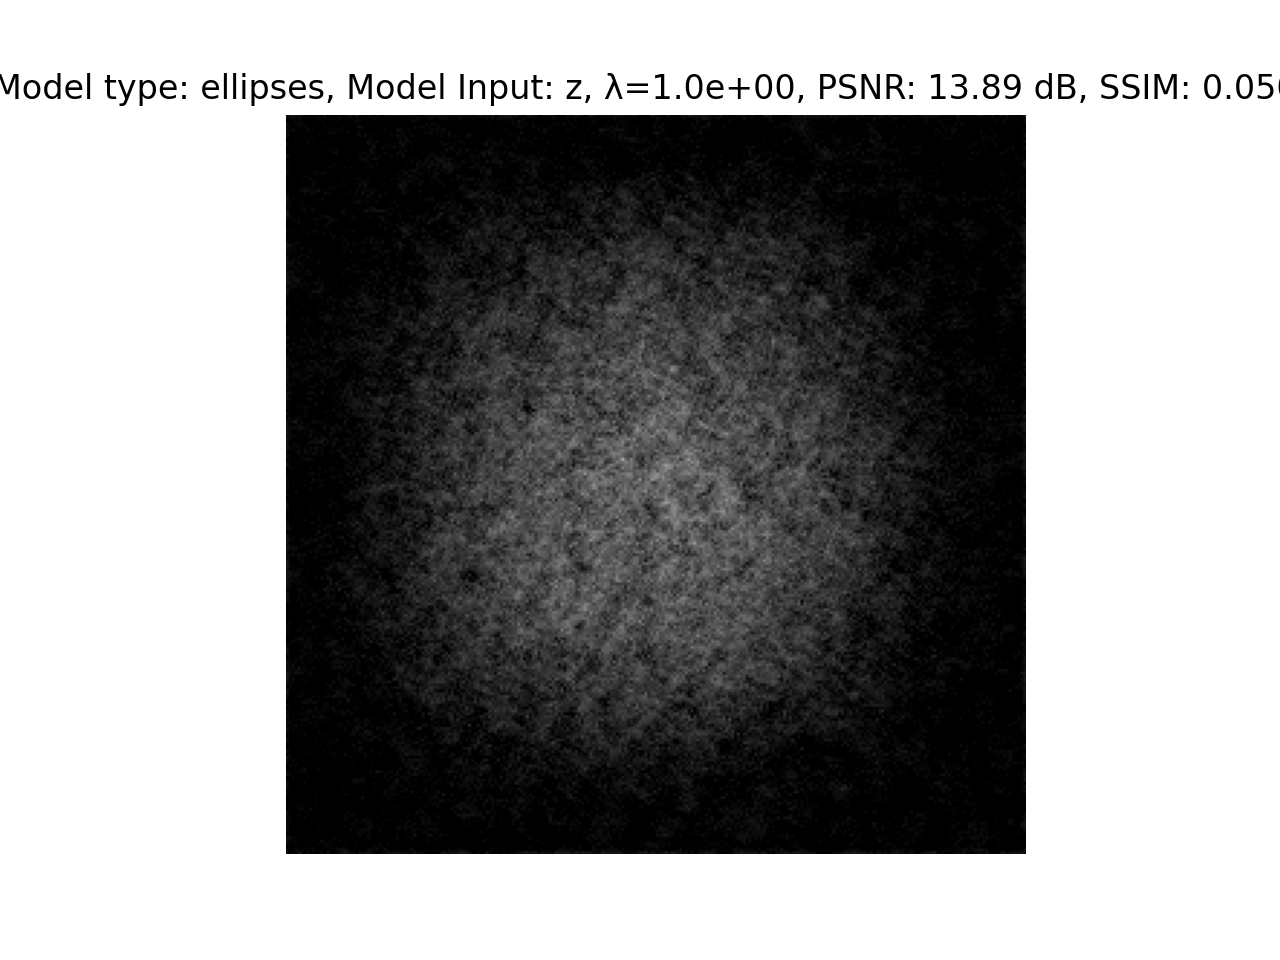 Model type: ellipses, Model Input: z, λ=1.0e+00, PSNR: 13.89 dB, SSIM: 0.05